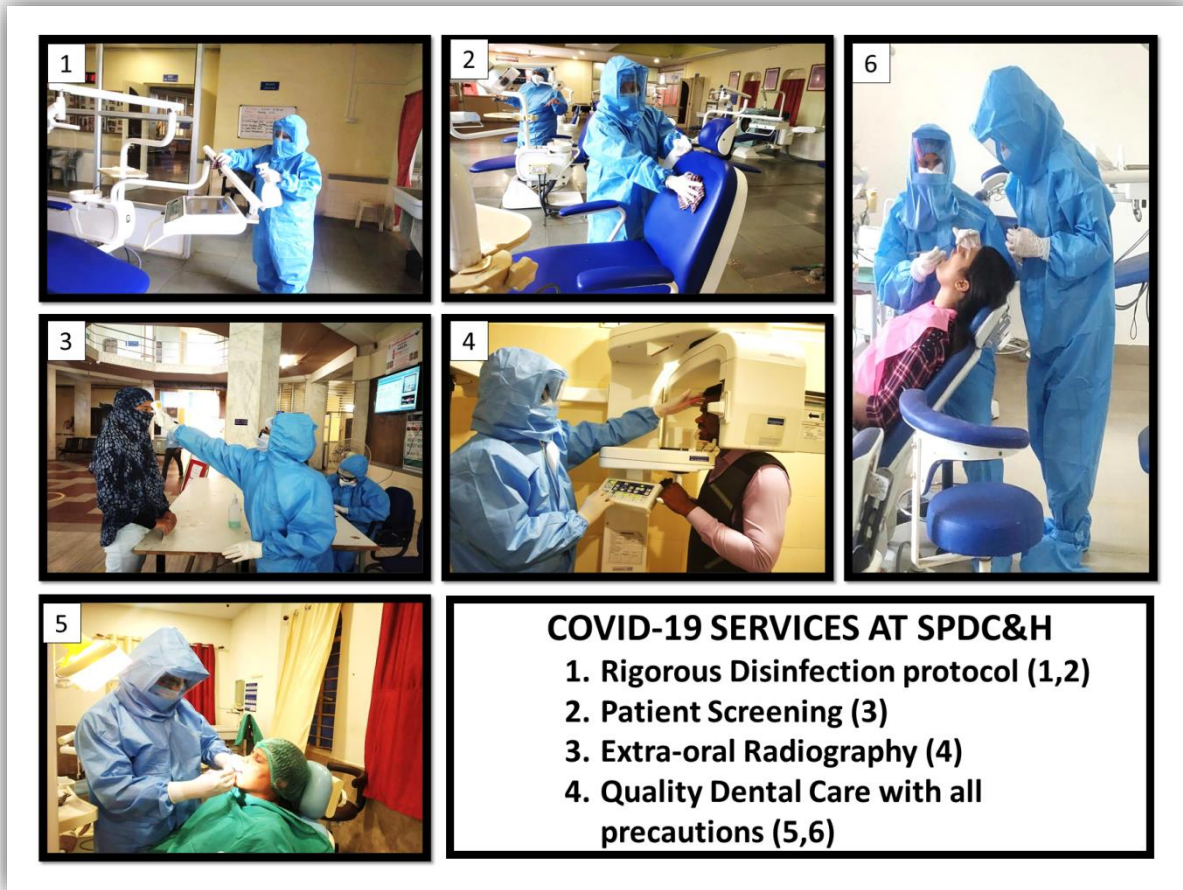 1
2
6
3
4
5
COVID-19 SERVICES AT SPDC&H
1. Rigorous Disinfection protocol (1,2)
2. Patient Screening (3)
3. Extra-oral Radiography (4)
4. Quality Dental Care with all
precautions (5,6)